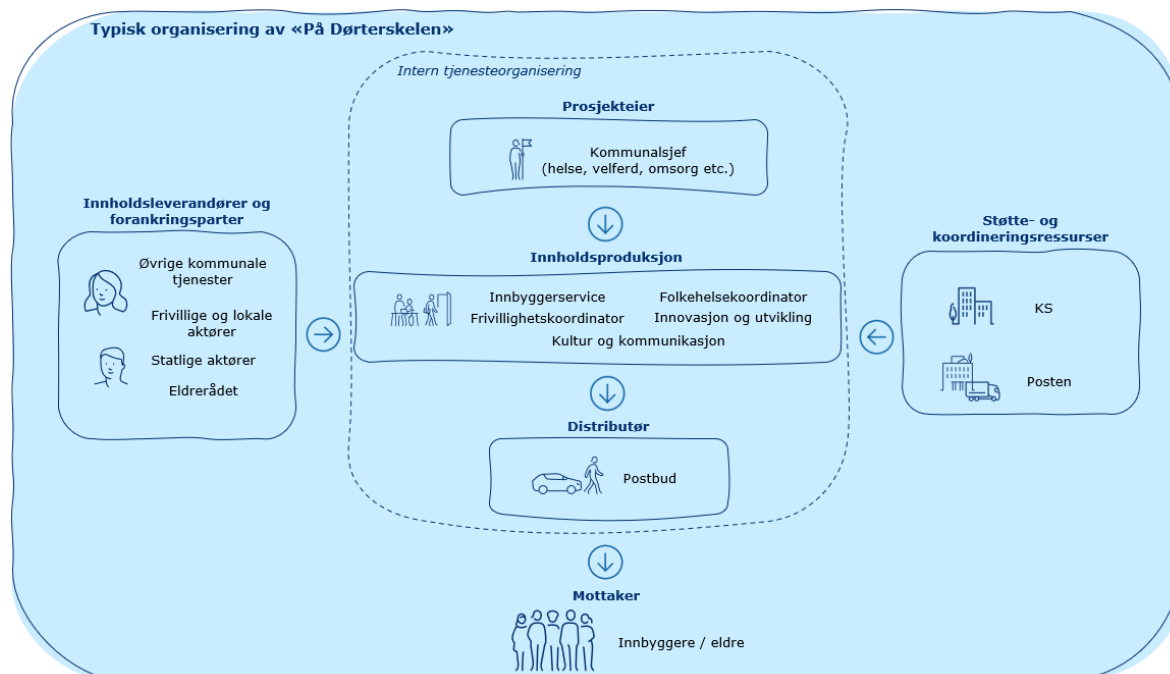 Typisk organisering av «På Dørterskelen»
Intern tjenesteorganisering
Prosjekteier
Kommunalsjef
(helse, velferd, omsorg etc.)
Innholdsleverandører og
forankringsparter
Øvrige kommunale
tjenester
Frivillige og lokale
aktører
Statlige aktører
Eldrerådet
Innholdsproduksjon
Innbyggerservice
Folkehelsekoordinator
Frivillighetskoordinator
Innovasjon og utvikling
Kultur og kommunikasjon
Støtte- og
koordineringsressurser
KS
Posten
Distributør
Postbud
Mottaker
Innbyggere / eldre